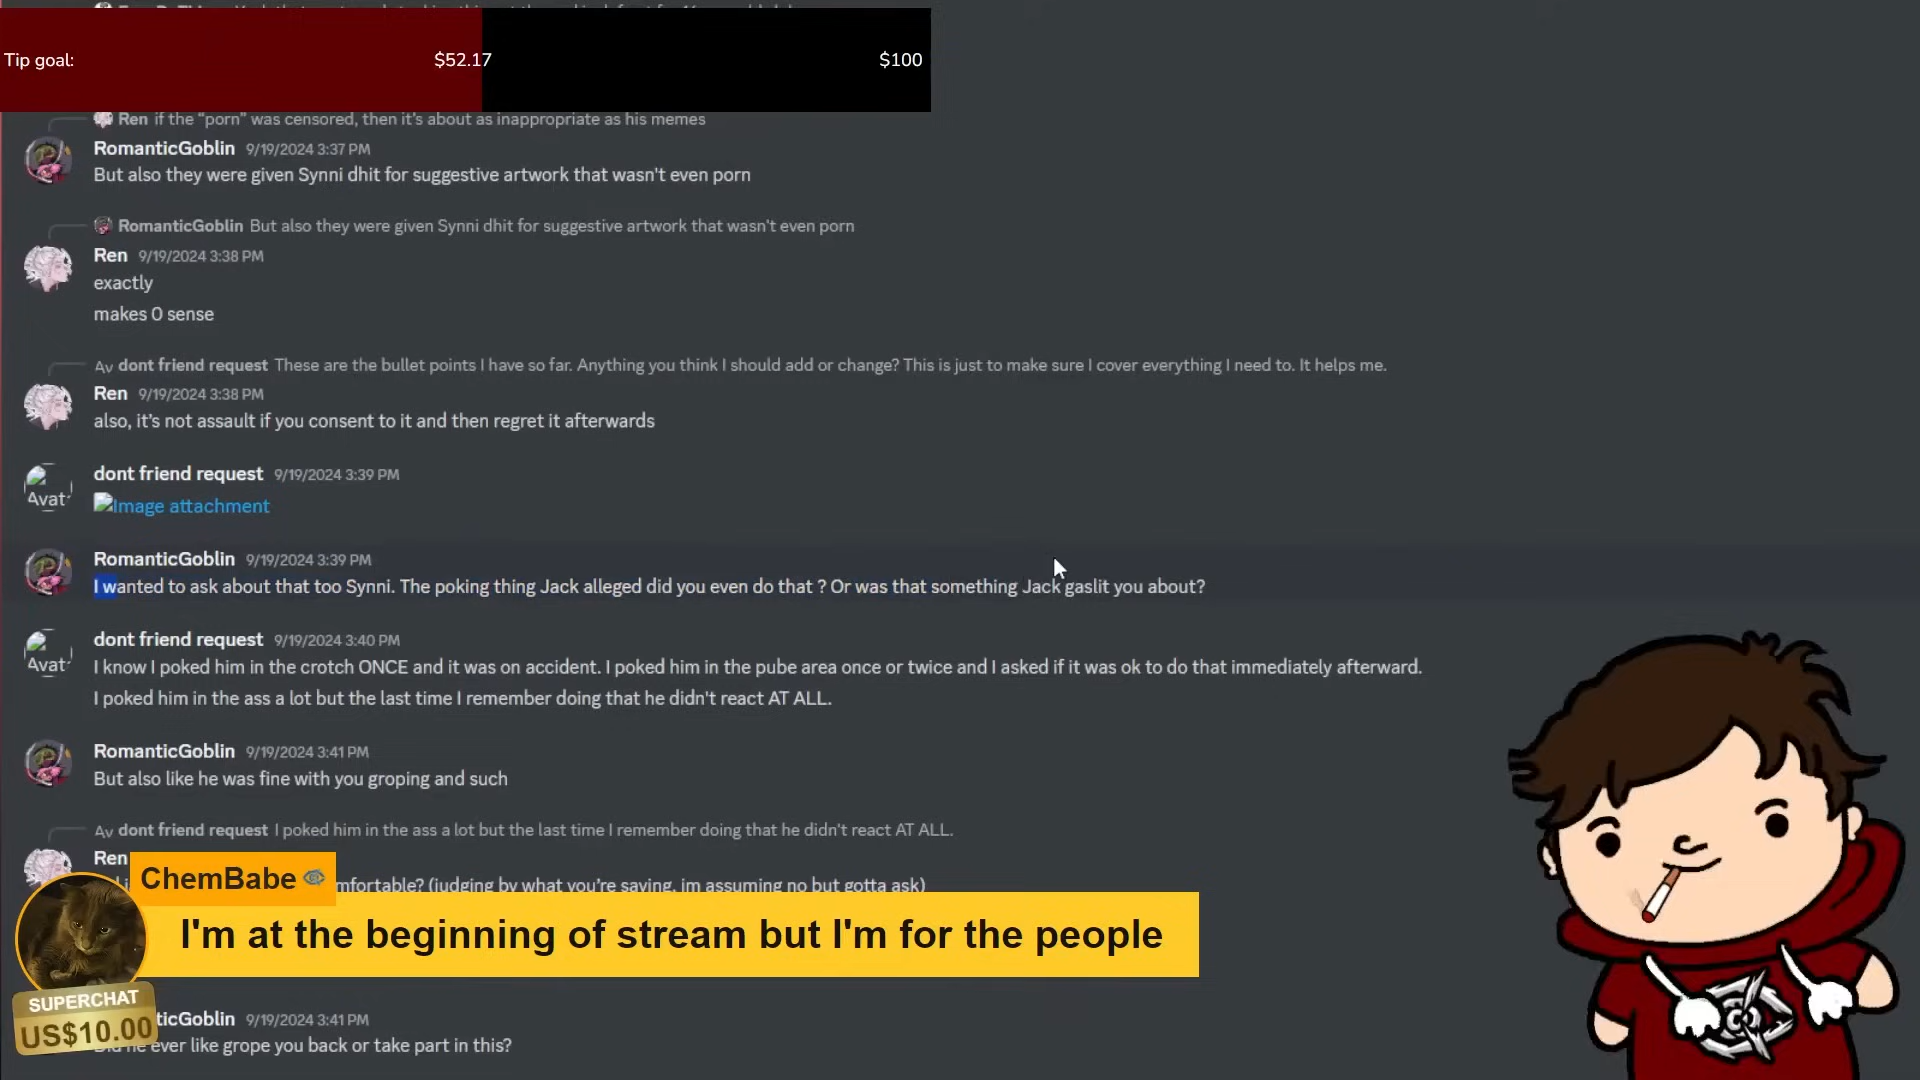 Tip goal:
$52.17
$100
Ren if the “porn” was censored, then it’s about as inappropriate as his memes
RomanticGoblin 9/19/2024 3:37 PM
But also they were given Synni dhit for suggestive artwork that wasn't even porn
RomanticGoblin But also they were given Synni dhit for suggestive artwork that wasn't even porn
Ren 9/19/2024 3:38 PM
exactly
makes 0 sense
Av dont friend request These are the bullet points I have so far. Anything you think I should add or change? This is just to make sure I cover everything I need to. It helps me.
Ren 9/19/2024 3:38 PM
also, it’s not assault if you consent to it and then regret it afterwards
dont friend request 9/19/2024 3:39 PM
Avat
Image attachment
RomanticGoblin 9/19/2024 3:39 PM
I wanted to ask about that too Synni. The poking thing Jack alleged did you even do that ? Or was that something Jack gaslit you about?
dont friend request 9/19/2024 3:40 PM
Avat
I know I poked him in the crotch ONCE and it was on accident. I poked him in the pube area once or twice and I asked if it was ok to do that immediately afterward.
I poked him in the ass a lot but the last time I remember doing that he didn't react AT ALL.
RomanticGoblin 9/19/2024 3:41 PM
But also like he was fine with you groping and such
Av dont friend request I poked him in the ass a lot but the last time I remember doing that he didn't react AT ALL.
Ren
mfortable? (judging by what you’re saying, im assuming no but gotta ask)
ChemBabe
I'm at the beginning of stream but I'm for the people
SUPERCHAT
US$10.00
ticGoblin 9/19/2024 3:41 PM
he ever like grope you back or take part in this?